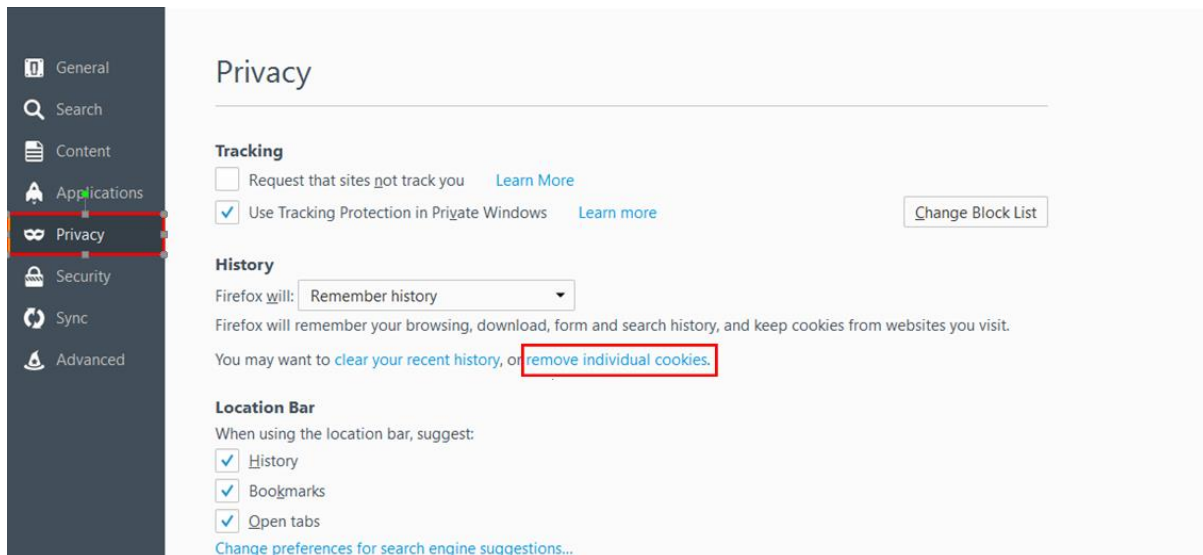 General
Search
Content
Applications
Privacy
Security
Sync
Advanced
Privacy
Tracking
Request that sites not track you Learn More
Use Tracking Protection in Private Windows Learn more Change Block List
History
Firefox will: Remember history
Firefox will remember your browsing, download, form and search history, and keep cookies from websites you visit.
You may want to clear your recent history, or remove individual cookies.
Location Bar
When using the location bar, suggest:
History
Bookmarks
Open tabs
Change preferences for search engine suggestions...